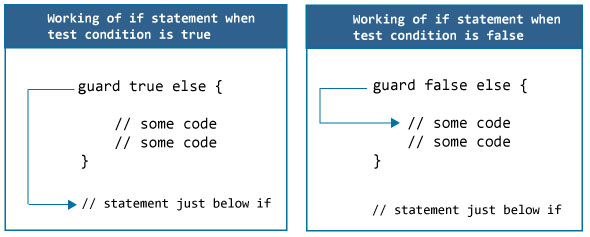 Working of if statement when
test condition is true
guard true else {
// some code
// some code
}
// statement just below if
Working of if statement when
test condition is false
guard false else {
// some code
// some code
}
// statement just below if